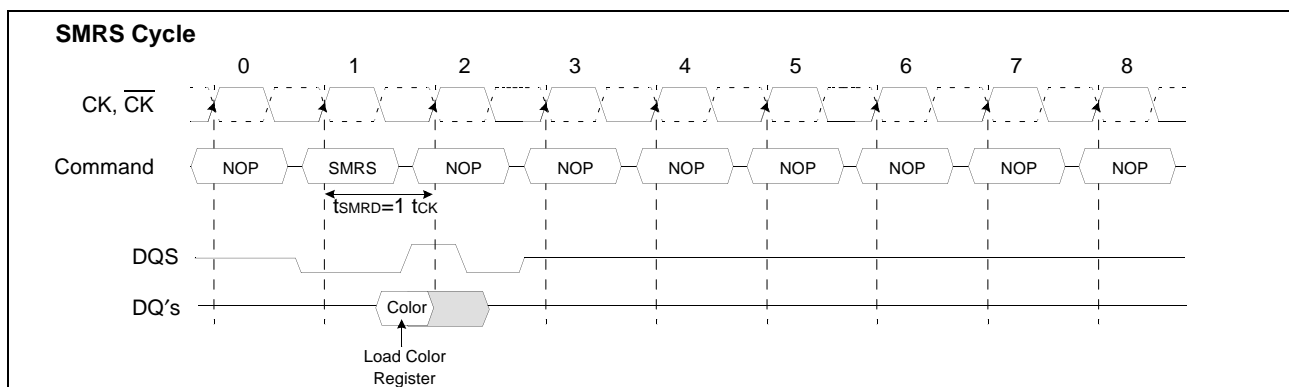 SMRS Cycle
0 1 2 3 4 5 6 7 8
CK, CK
Command NOP SMRS NOP NOP NOP NOP NOP NOP NOP
tSMRD=1 tCK
DQS
DQ's Color
Load Color
Register